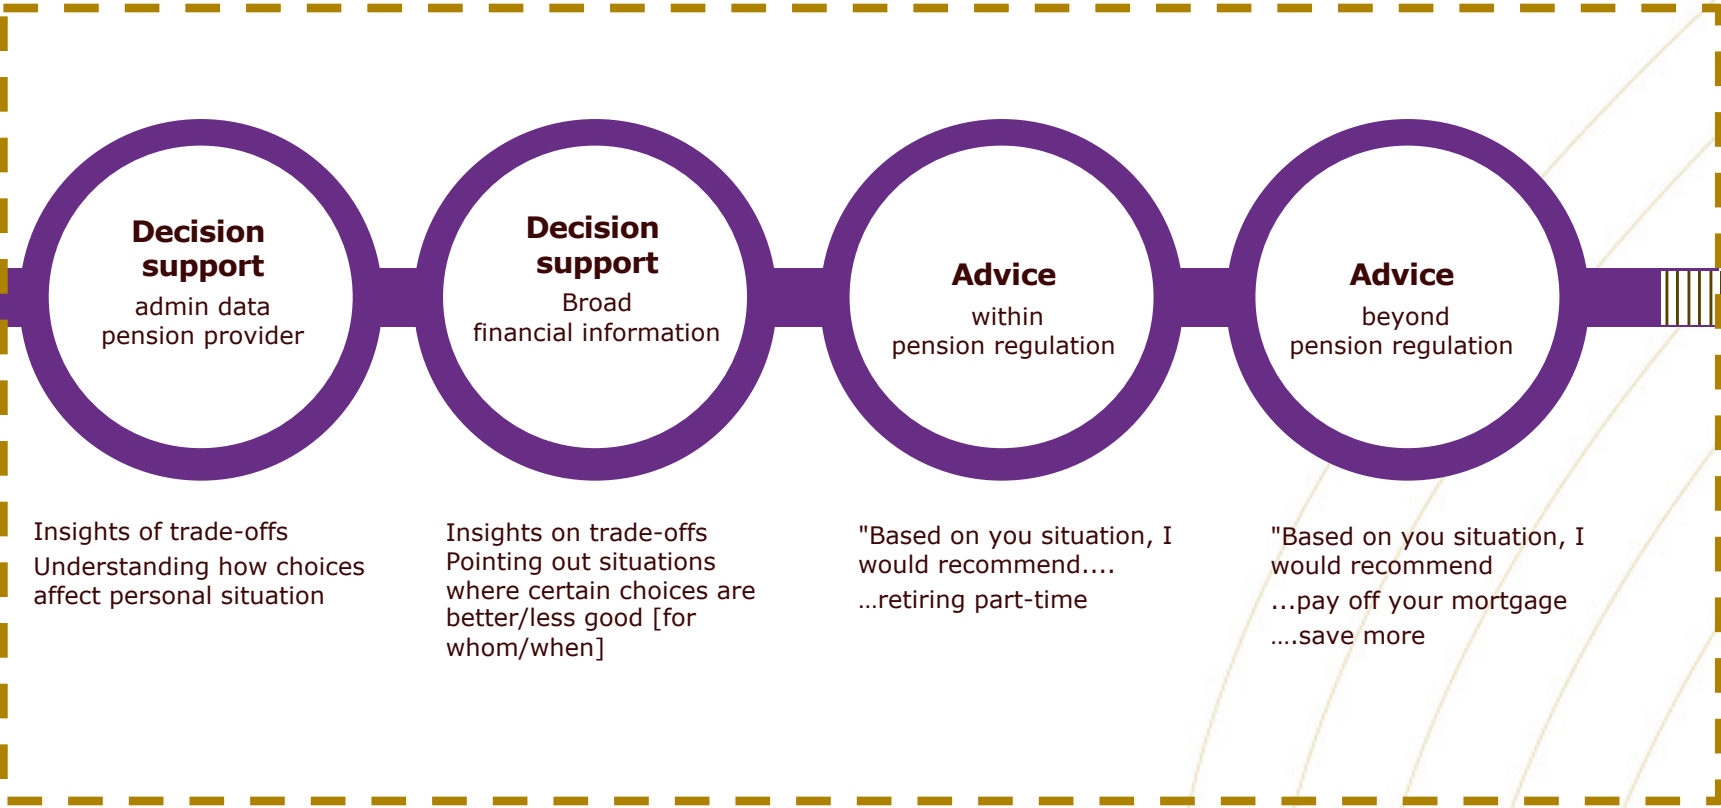 Decision
support
admin data
pension provider
Decision
support
Broad
financial information
Advice
within
pension regulation
Advice
beyond
pension regulation
Insights of trade-offs
Understanding how choices
affect personal situation
Insights on trade-offs
Pointing out situations
where certain choices are
better/less good [for
whom/when]
"Based on you situation, I
would recommend....
…retiring part-time
"Based on you situation, I
would recommend
...pay off your mortgage
….save more